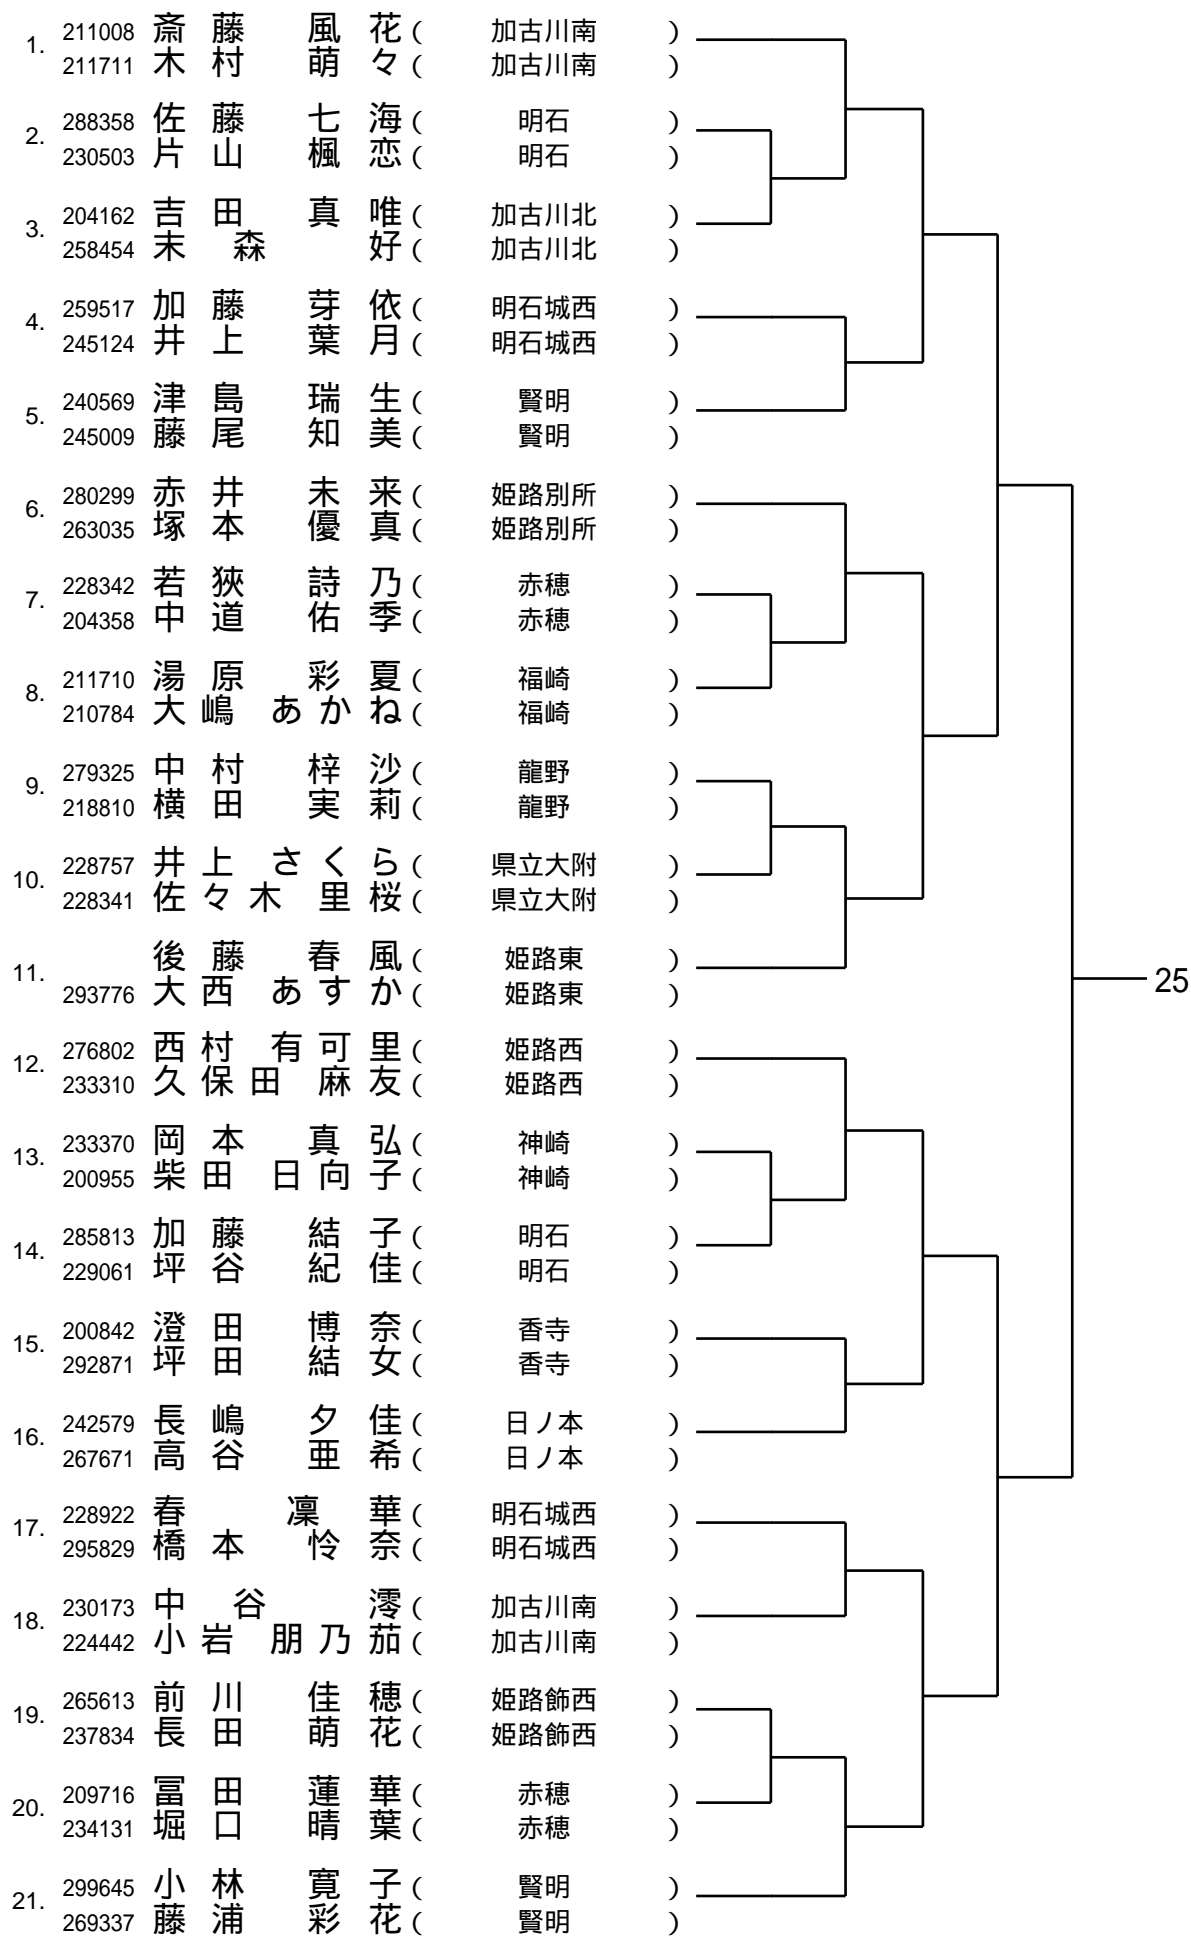 1. 211008 斎藤 風花 ( 加古川南 )
211711 木村 萌々 ( 加古川南 )
2. 288358 佐藤 七海 ( 明石 )
230503 片山 楓恋 ( 明石 )
3. 204162 吉田 真唯 ( 加古川北 )
258454 末森 好 ( 加古川北 )
4. 259517 加藤 芽依 ( 明石城西 )
245124 井上 葉月 ( 明石城西 )
5. 240569 津島 瑞生 ( 賢明 )
245009 藤尾 知美 ( 賢明 )
6. 280299 赤井 未来 ( 姫路別所 )
263035 塚本 優真 ( 姫路別所 )
7. 228342 若狹 詩乃 ( 赤穂 )
204358 中道 佑季 ( 赤穂 )
8. 211710 湯原 彩夏 ( 福崎 )
210784 大嶋 あかね ( 福崎 )
9. 279325 中村 梓沙 ( 龍野 )
218810 横田 実莉 ( 龍野 )
10. 228757 井上 さくら ( 県立大附 )
228341 佐々木 里桜 ( 県立大附 )
11. 後藤 春風 ( 姫路東 )
293776 大西 あすか ( 姫路東 )
25
12. 276802 西村 有可里 ( 姫路西 )
233310 久保田 麻友 ( 姫路西 )
13. 233370 岡本 真弘 ( 神崎 )
200955 柴田 日向子 ( 神崎 )
14. 285813 加藤 結子 ( 明石 )
229061 坪谷 紀佳 ( 明石 )
15. 200842 澄田 博奈 ( 香寺 )
292871 坪田 結女 ( 香寺 )
16. 242579 長嶋 夕佳 ( 日ノ本 )
267671 高谷 亜希 ( 日ノ本 )
17. 228922 春 凜華 ( 明石城西 )
295829 橋本 怜奈 ( 明石城西 )
18. 230173 中谷 澪 ( 加古川南 )
224442 小岩 朋乃茄 ( 加古川南 )
19. 265613 前川 佳穂 ( 姫路飾西 )
237834 長田 萌花 ( 姫路飾西 )
20. 209716 冨田 蓮華 ( 赤穂 )
234131 堀口 晴葉 ( 赤穂 )
21. 299645 小林 寛子 ( 賢明 )
269337 藤浦 彩花 ( 賢明 )